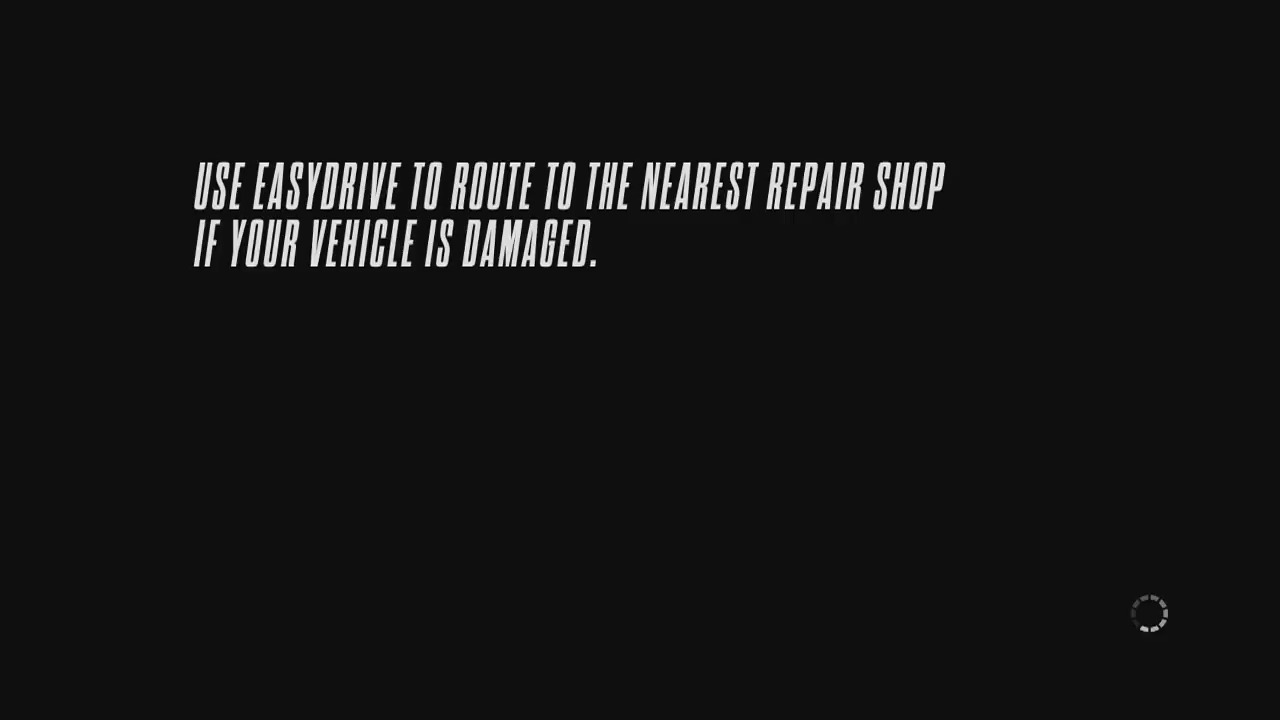 USE EASYDRIVE TO ROUTE TO THE NEAREST REPAIR SHOP
IF YOUR VEHICLE IS DAMAGED.